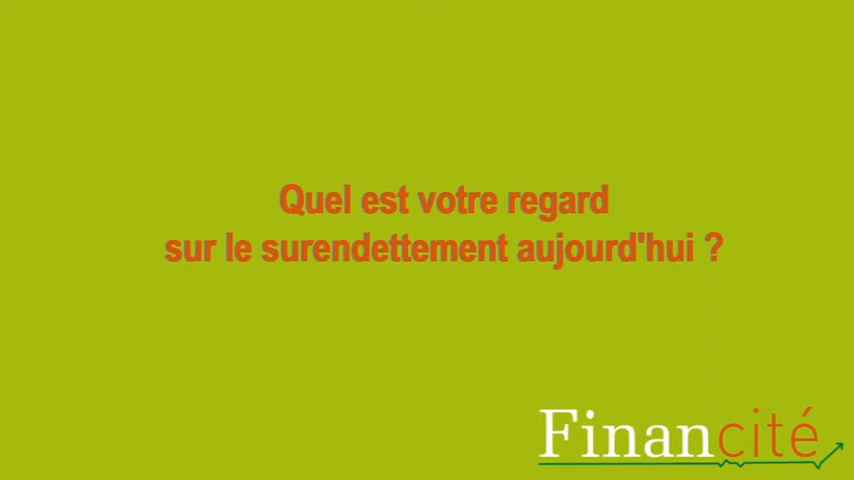 Quel est votre regard
sur le surendettement aujourd'hui ?
Financité